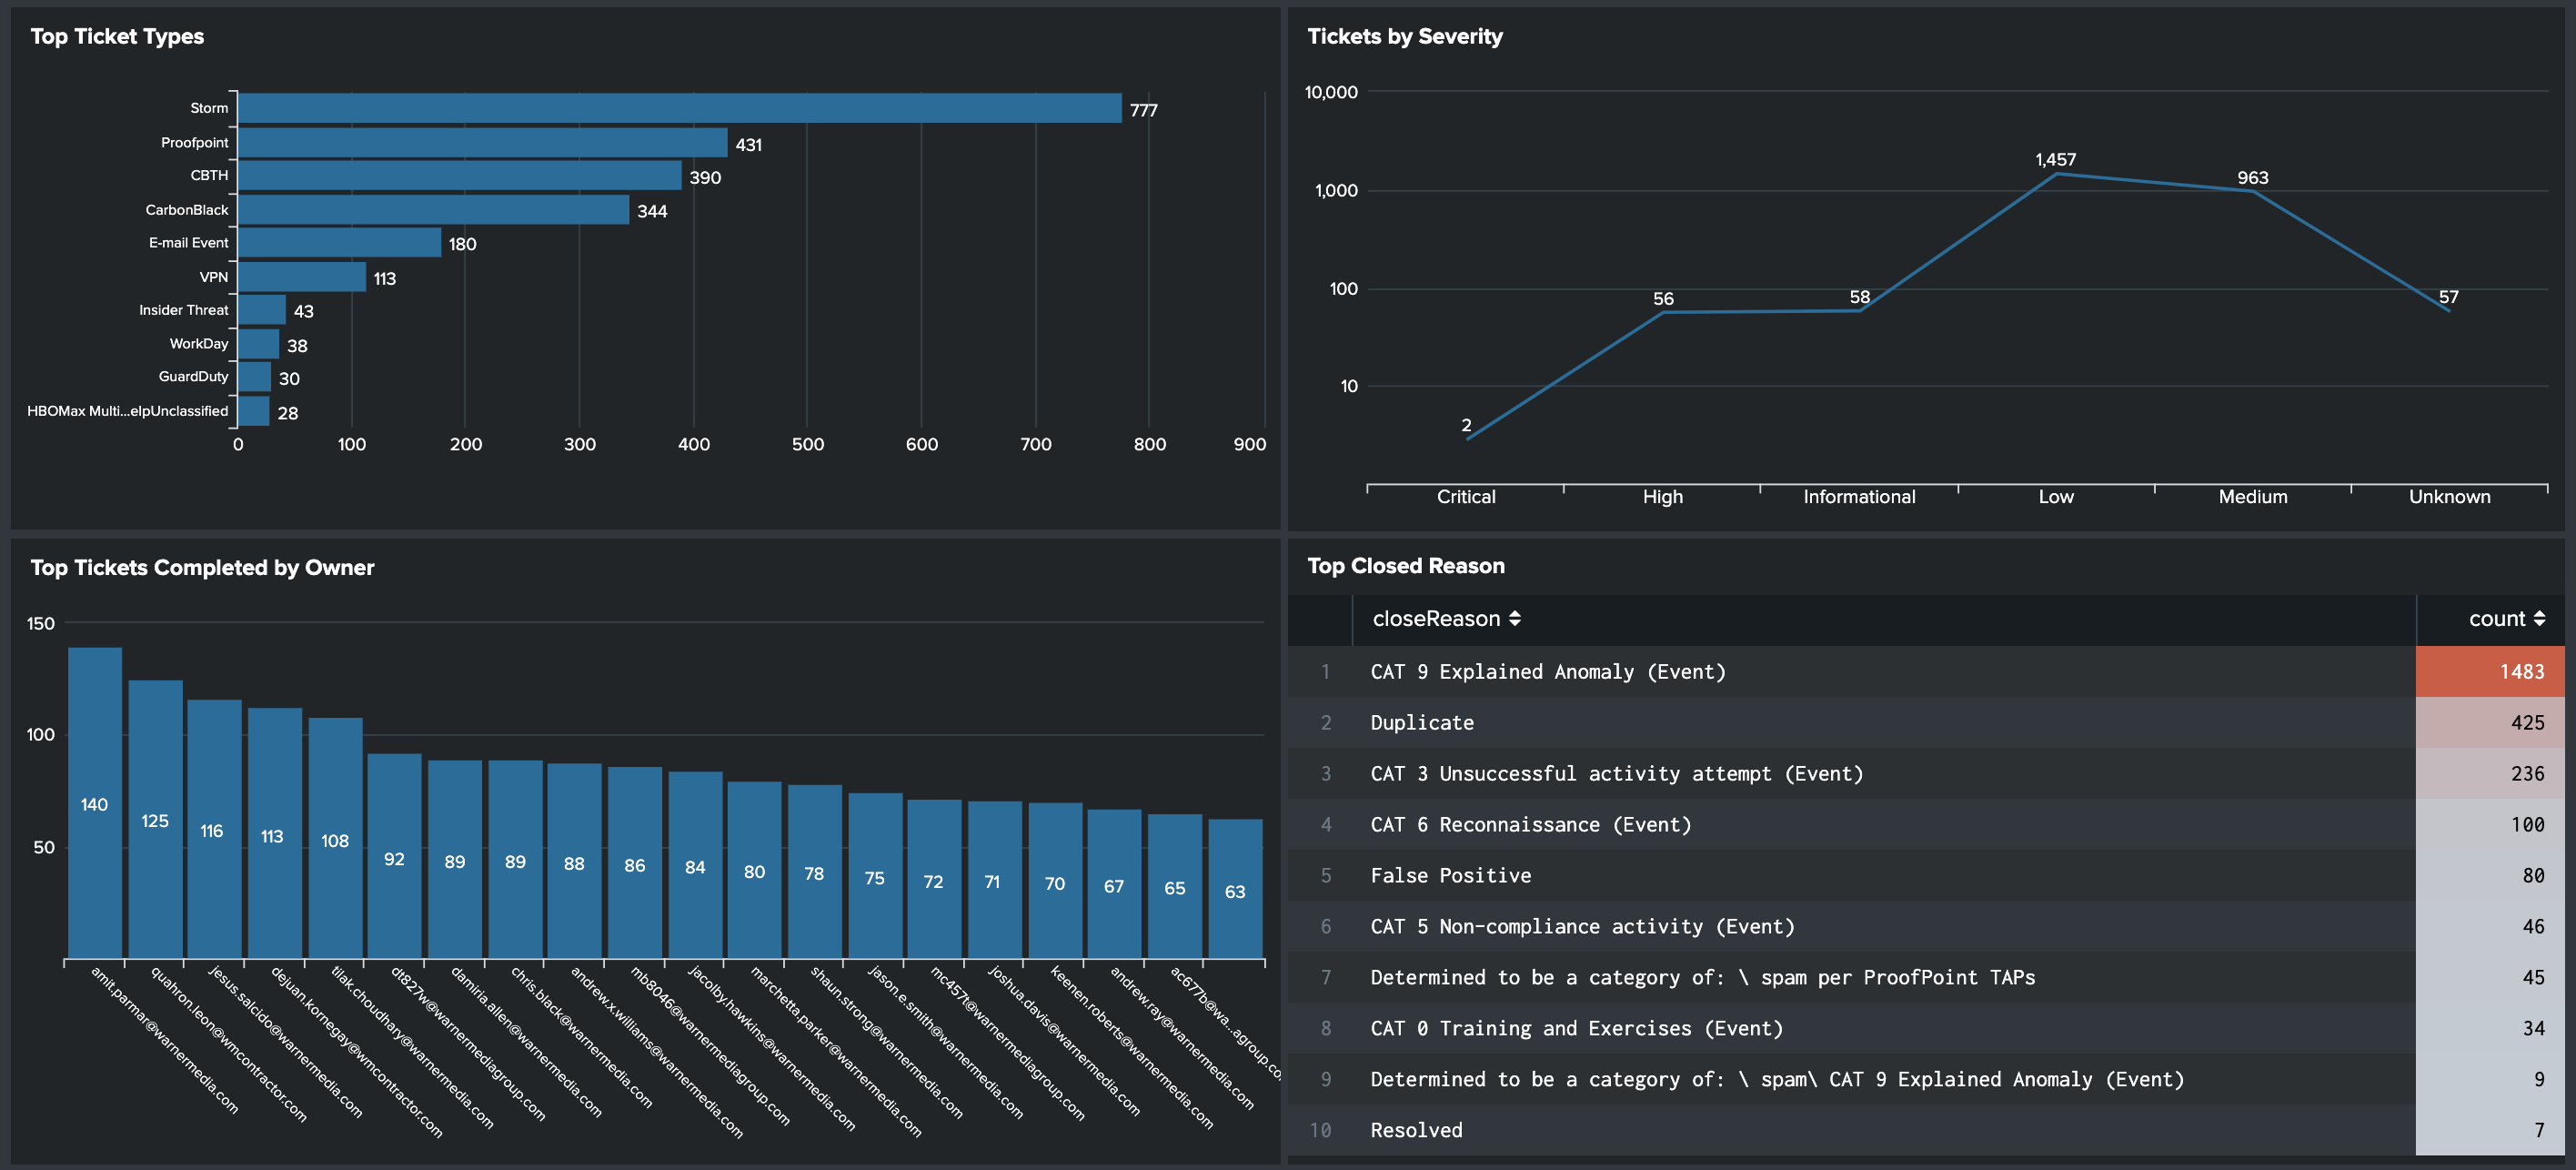 Top Ticket Types
Storm
777
Proofpoint
431
CBTH
390
CarbonBlack
344
E-mail Event
180
VPN
113
Insider Threat
43
WorkDay
38
GuardDuty
30
HBOMax Multi...elpUnclassified
28
0 100 200 300 400 500 600 700 800 900
Tickets by Severity
10,000
1,000
100
10
2
56
58
1,457
963
57
Critical High Informational Low Medium Unknown
Top Tickets Completed by Owner
150
100
50
140 125 116 113 108 92 89 89 88 86 84 80 78 75 72 71 70 67 65 63
amit.parmar@warnermedia.com
quahron.leon@wmcontractor.com
jesus.salcido@warnermedia.com
dejuan.kornegay@wmcontractor.com
tilak.choudhary@warnermedia.com
dt827w@warnermediagroup.com
damiria.allen@warnermedia.com
chris.black@warnermedia.com
andrew.x.williams@warnermedia.com
mb8046@warnermediagroup.com
jacolby.hawkins@warnermedia.com
marchetta.parker@warnermedia.com
shaun.strong@warnermedia.com
jason.e.smith@warnermedia.com
mc457t@warnermediagroup.com
joshua.davis@warnermedia.com
keenen.roberts@warnermedia.com
andrew.ray@warnermedia.com
ac677b@wa...agroup.co
Top Closed Reason
closeReason count
1 CAT 9 Explained Anomaly (Event) 1483
2 Duplicate 425
3 CAT 3 Unsuccessful activity attempt (Event) 236
4 CAT 6 Reconnaissance (Event) 100
5 False Positive 80
6 CAT 5 Non-compliance activity (Event) 46
7 Determined to be a category of: \ spam per ProofPoint TAPs 45
8 CAT 0 Training and Exercises (Event) 34
9 Determined to be a category of: \ spam\ CAT 9 Explained Anomaly (Event) 9
10 Resolved 7